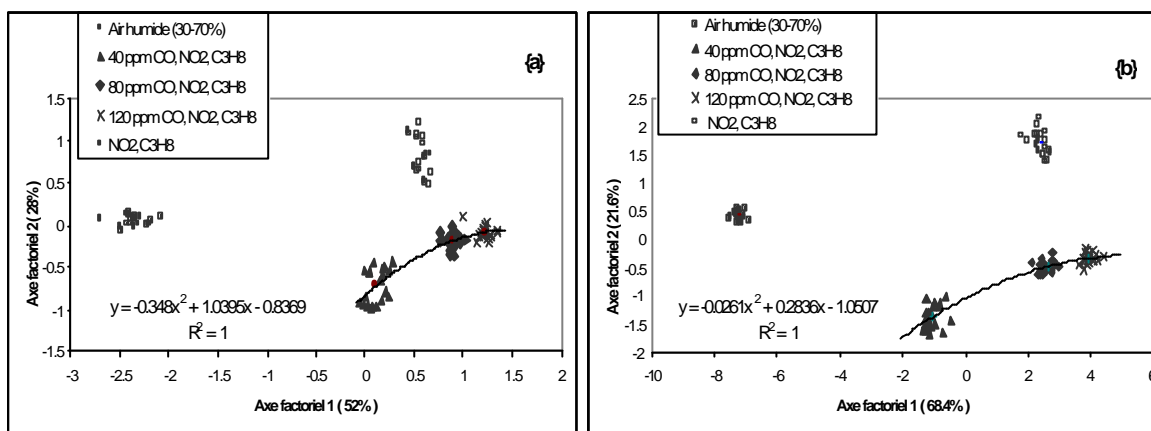 Air humide (30-70%)
40 ppm CO, NO2, C3H8
80 ppm CO, NO2, C3H8
120 ppm CO, NO2, C3H8
NO2, C3H8
{a}
1.5
1
0.5
0
-0.5
-1
-1.5
Axe factoriel 2 (28%)
y = -0.348x² + 1.0395x - 0.8369
R² = 1
-3 -2.5 -2 -1.5 -1 -0.5 0 0.5 1 1.5 2
Axe factoriel 1 (52%)
Air humide (30-70%)
40 ppm CO, NO2, C3H8
80 ppm CO, NO2, C3H8
120 ppm CO, NO2, C3H8
NO2, C3H8
{b}
2.5
2
1.5
1
0.5
0
-0.5
-1
-1.5
-2
Axe factoriel 2 (21.6%)
y = -0.0261x² + 0.2836x - 1.0507
R² = 1
-10 -8 -6 -4 -2 0 2 4 6
Axe factoriel 1 (68.4%)